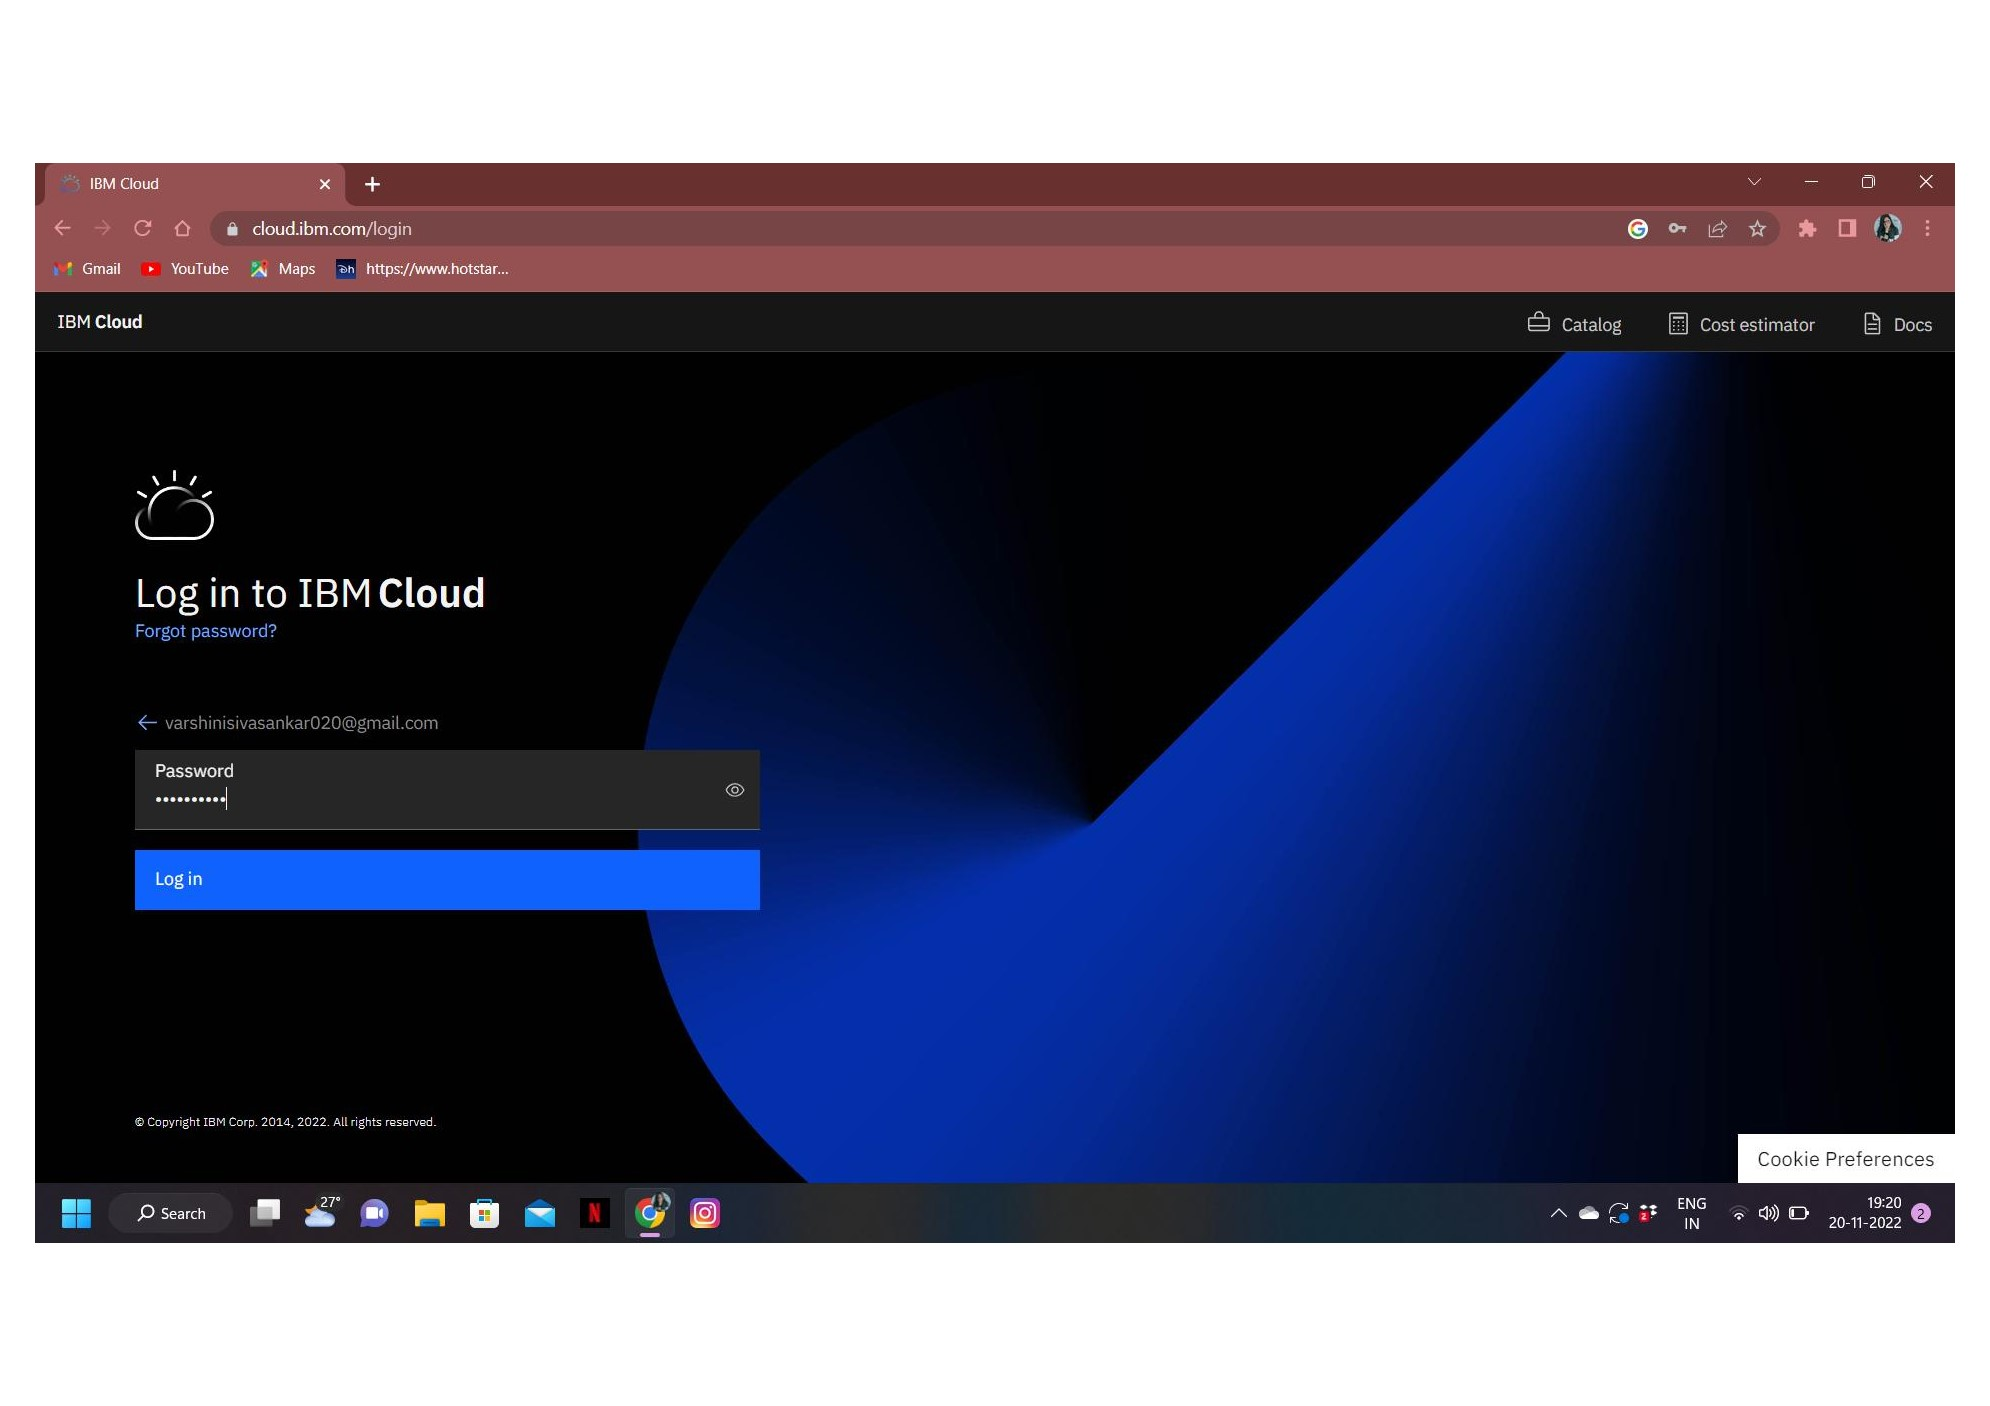 IBM Cloud
cloud.ibm.com/login
Gmail YouTube Maps https://www.hotstar...
IBM Cloud Catalog Cost estimator Docs
Log in to IBM Cloud
Forgot password?
varshinisivasankar020@gmail.com
Password
••••••••••
Log in
© Copyright IBM Corp. 2014, 2022. All rights reserved.
Cookie Preferences
Search 27° ENG 19:20
IN 20-11-2022 2